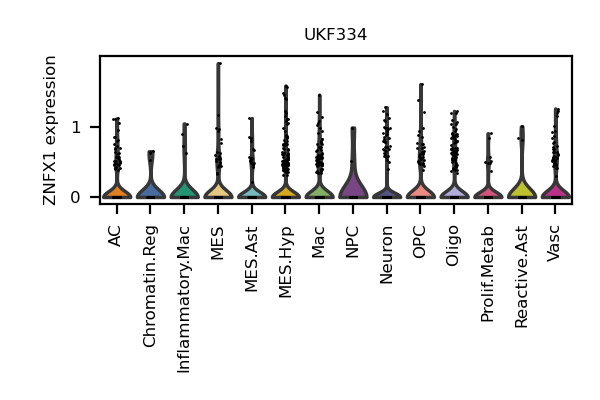 UKF334
ZNFX1 expression
1
0
AC
Chromatin.Reg
Inflammatory.Mac
MES
MES.Ast
MES.Hyp
Mac
NPC
Neuron
OPC
Oligo
Prolif.Metab
Reactive.Ast
Vasc